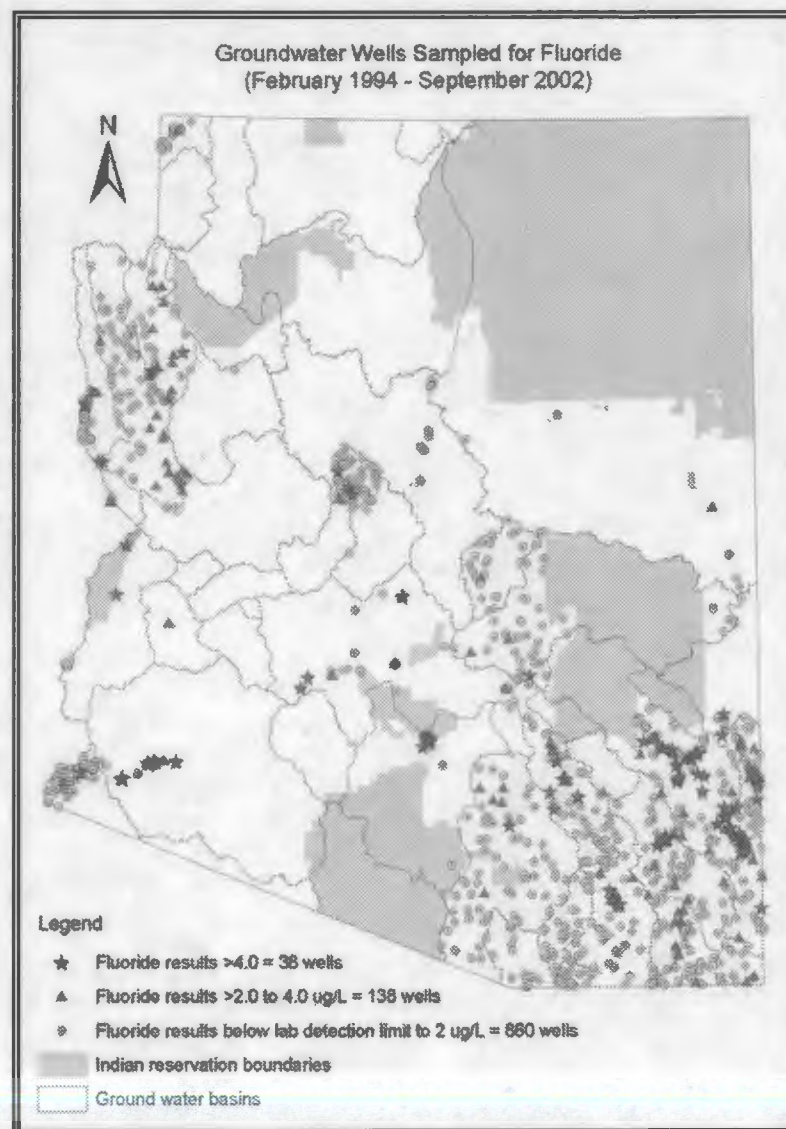 Groundwater Wells Sampled for Fluoride
(February 1994 - September 2002)
N
Legend
Fluoride results >4.0 = 38 wells
Fluoride results >2.0 to 4.0 ug/L = 138 wells
Fluoride results below lab detection limit to 2 ug/L = 860 wells
Indian reservation boundaries
Ground water basins